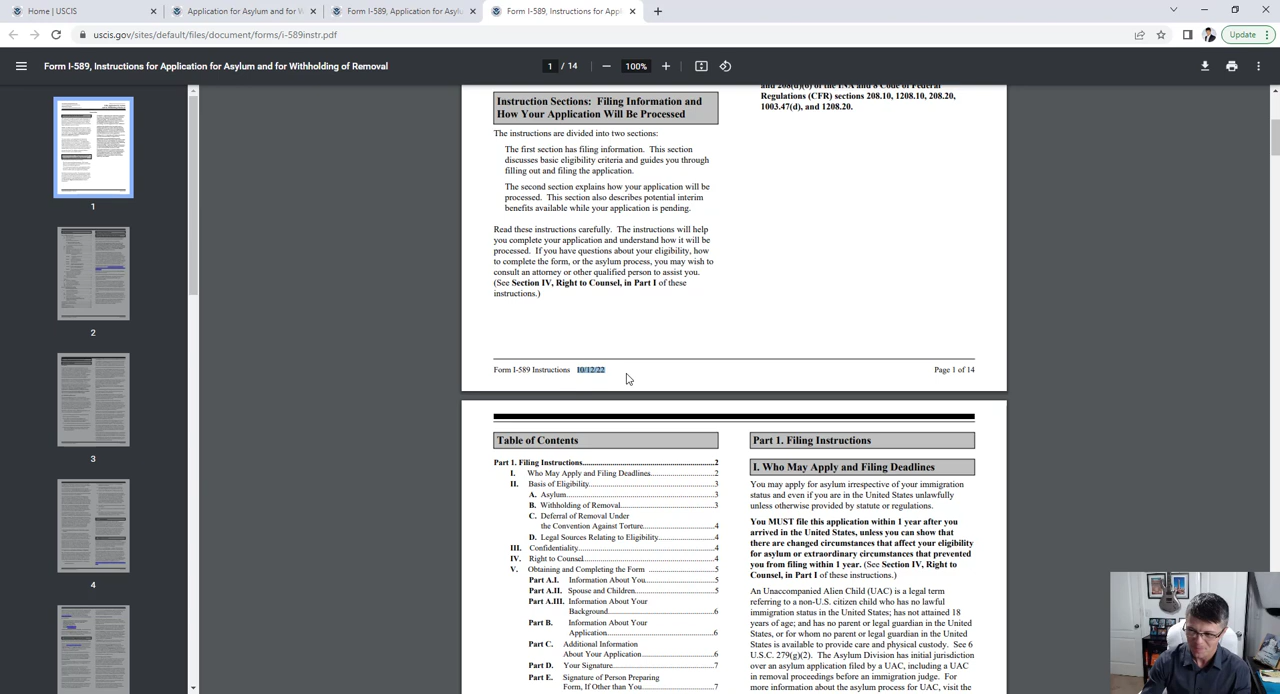 Home | USCIS
Application for Asylum and for W
Form I-589, Application for Asylu
Form I-589, Instructions for Appl
uscis.gov/sites/default/files/document/forms/i-589instr.pdf
Update
Form I-589, Instructions for Application for Asylum and for Withholding of Removal
1 / 14
100%
1
2
3
4
Instruction Sections: Filing Information and
How Your Application Will Be Processed
The instructions are divided into two sections:
The first section has filing information. This section
discusses basic eligibility criteria and guides you through
filling out and filing the application.
The second section explains how your application will be
processed. This section also describes potential interim
benefits available while your application is pending.
Read these instructions carefully. The instructions will help
you complete your application and understand how it will be
processed. If you have questions about your eligibility, how
to complete the form, or the asylum process, you may wish to
consult an attorney or other qualified person to assist you.
(See Section IV, Right to Counsel, in Part I of these
instructions.)
and 208(d)(6) of the INA and 8 Code of Federal
Regulations (CFR) sections 208.10, 1208.10, 208.20,
1003.47(d), and 1208.20.
Form I-589 Instructions 10/12/22
Page 1 of 14
Table of Contents
Part 1. Filing Instructions 2
I. Who May Apply and Filing Deadlines 2
II. Basis of Eligibility 3
A. Asylum 3
B. Withholding of Removal 3
C. Deferral of Removal Under
the Convention Against Torture 4
D. Legal Sources Relating to Eligibility 4
III. Confidentiality 4
IV. Right to Counsel 4
V. Obtaining and Completing the Form 5
Part A.I. Information About You 5
Part A.II. Spouse and Children 5
Part A.III. Information About Your
Background 6
Part B. Information About Your
Application 6
Part C. Additional Information
About Your Application 6
Part D. Your Signature 7
Part E. Signature of Person Preparing
Form, If Other than You 7
Part 1. Filing Instructions
I. Who May Apply and Filing Deadlines
You may apply for asylum irrespective of your immigration
status and even if you are in the United States unlawfully
unless otherwise provided by statute or regulations.
You MUST file this application within 1 year after you
arrived in the United States, unless you can show that
there are changed circumstances that affect your eligibility
for asylum or extraordinary circumstances that prevented
you from filing within 1 year. (See Section IV, Right to
Counsel, in Part I of these instructions.)
An Unaccompanied Alien Child (UAC) is a legal term
referring to a non-U.S. citizen child who has no lawful
immigration status in the United States; has not attained 18
years of age; and has no parent or legal guardian in the United
States, or for whom no parent or legal guardian in the United
States is available to provide care and physical custody. See 6
U.S.C. 279(g)(2). The Asylum Division has initial jurisdiction
over an asylum application filed by a UAC, including a UAC
in removal proceedings before an immigration judge. For
more information about the asylum process for UAC, visit the